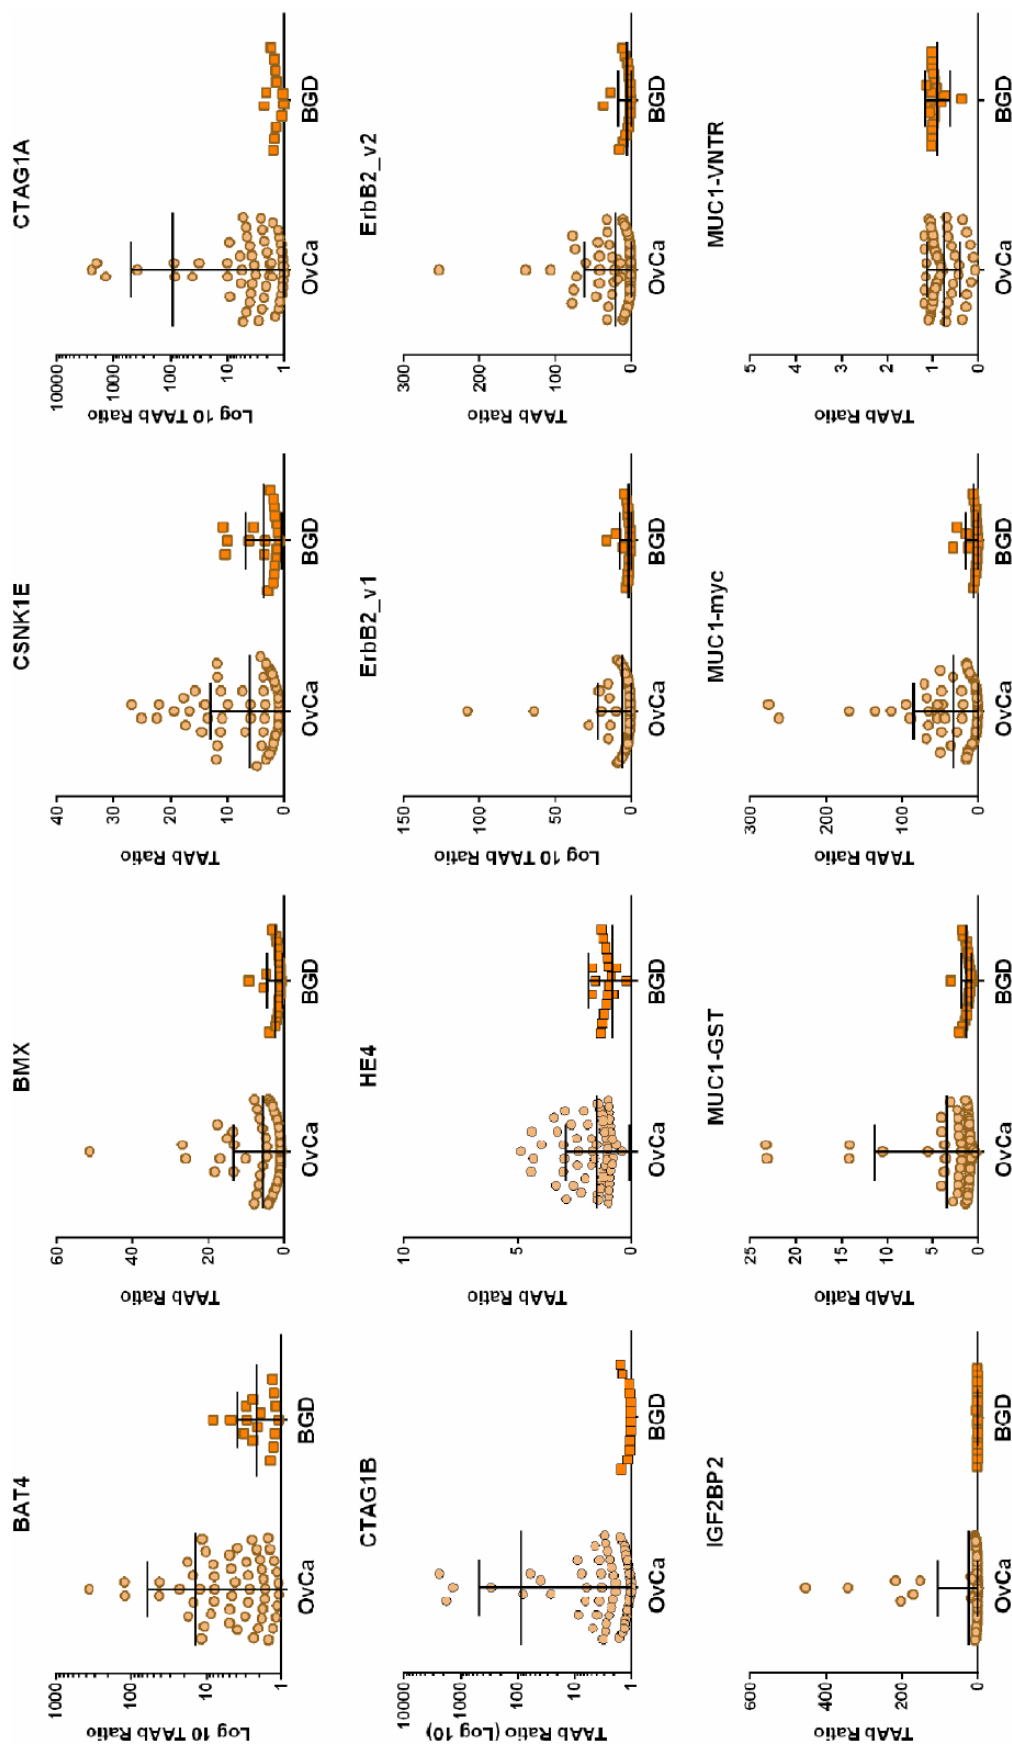 BAT4
Log 10 TAAb Ratio
1000
100
10
1
OvCa BGD
BMX
TAAb Ratio
60
40
20
0
OvCa BGD
CSNK1E
TAAb Ratio
40
30
20
10
0
OvCa BGD
CTAG1A
Log 10 TAAb Ratio
10000
1000
100
10
1
OvCa BGD
CTAG1B
TAAb Ratio (Log 10)
10000
1000
100
10
1
OvCa BGD
HE4
TAAb Ratio
10
5
0
OvCa BGD
ErbB2_v1
Log 10 TAAb Ratio
150
100
50
0
OvCa BGD
ErbB2_v2
TAAb Ratio
300
200
100
0
OvCa BGD
IGF2BP2
TAAb Ratio
600
400
200
0
OvCa BGD
MUC1-GST
TAAb Ratio
25
20
15
10
5
0
OvCa BGD
MUC1-myc
TAAb Ratio
300
200
100
0
OvCa BGD
MUC1-VNTR
TAAb Ratio
5
4
3
2
1
0
OvCa BGD